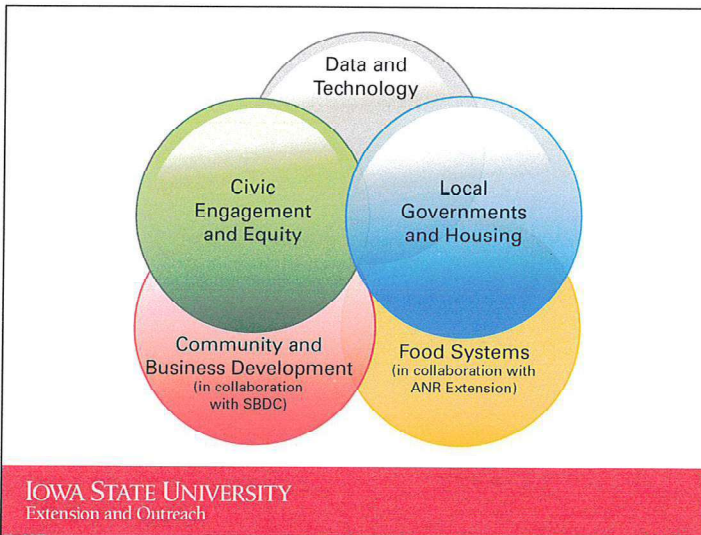 Data and
Technology
Civic
Engagement
and Equity
Local
Governments
and Housing
Community and
Business Development
(in collaboration
with SBDC)
Food Systems
(in collaboration with
ANR Extension)
IOWA STATE UNIVERSITY
Extension and Outreach